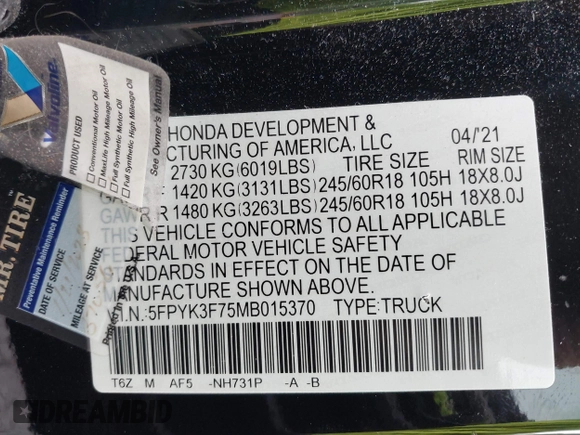 Valvoline
PRODUCT USED
Conventional Motor Oil
MaxLife High Mileage Motor Oil
Full Synthetic Motor Oil
Full Synthetic High Mileage Oil
See Owner's Manual
MR. TIRE
Preventative Maintenance Reminder
DATE OF SERVICE
MILEAGE AT SERVICE
HONDA DEVELOPMENT &
CTURING OF AMERICA, LLC 04/21
2730 KG(6019LBS) TIRE SIZE RIM SIZE
1420 KG(3131LBS) 245/60R18 105H 18X8.0J
GAWR R 1480 KG(3263LBS) 245/60R18 105H 18X8.0J
THIS VEHICLE CONFORMS TO ALL APPLICABLE
FEDERAL MOTOR VEHICLE SAFETY
STANDARDS IN EFFECT ON THE DATE OF
MANUFACTURE SHOWN ABOVE.
V.I.N.:5FPYK3F75MB015370 TYPE:TRUCK
T6Z M AF5 -NH731P -A -B
DREAMBID